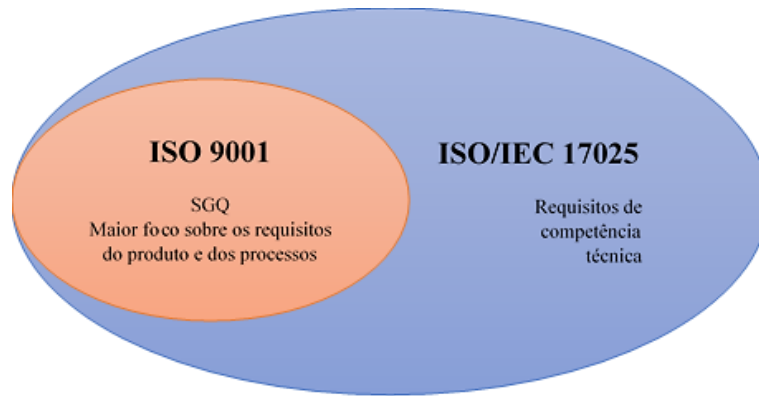 ISO 9001
SGQ
Maior foco sobre os requisitos
do produto e dos processos
ISO/IEC 17025
Requisitos de
competência
técnica